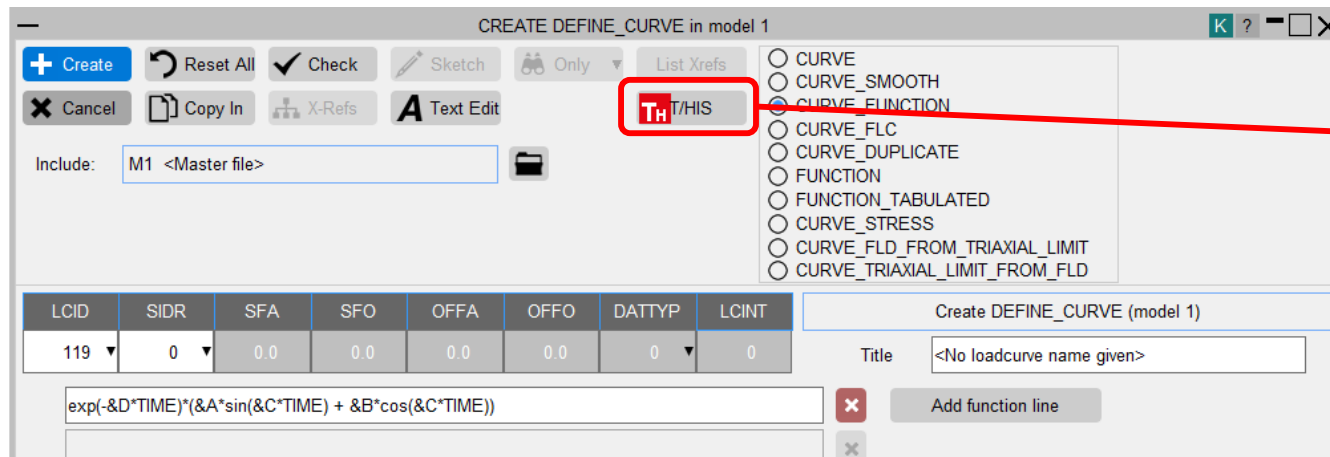 CREATE DEFINE_CURVE in model 1 K ?
Create Reset All Check Sketch Only List Xrefs
Cancel Copy In X-Refs Text Edit TH T/HIS
CURVE
CURVE_SMOOTH
CURVE_FUNCTION
CURVE_FLC
CURVE_DUPLICATE
FUNCTION
FUNCTION_TABULATED
CURVE_STRESS
CURVE_FLD_FROM_TRIAXIAL_LIMIT
CURVE_TRIAXIAL_LIMIT_FROM_FLD
Include: M1 <Master file>
LCID SIDR SFA SFO OFFA OFFO DATTYP LCINT Create DEFINE_CURVE (model 1)
119 0 0.0 0.0 0.0 0.0 0 0 Title <No loadcurve name given>
exp(-&D*TIME)*(&A*sin(&C*TIME) + &B*cos(&C*TIME)) Add function line